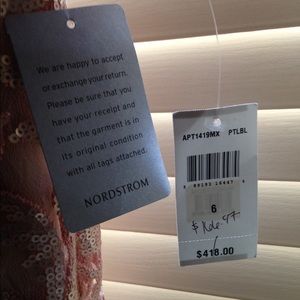 We are happy to accept
or exchange your return.
Please be sure that you
have your receipt and
that the garment is in
its original condition
with all tags attached.
NORDSTROM
APT1419MX PTLBL
6
$418.00